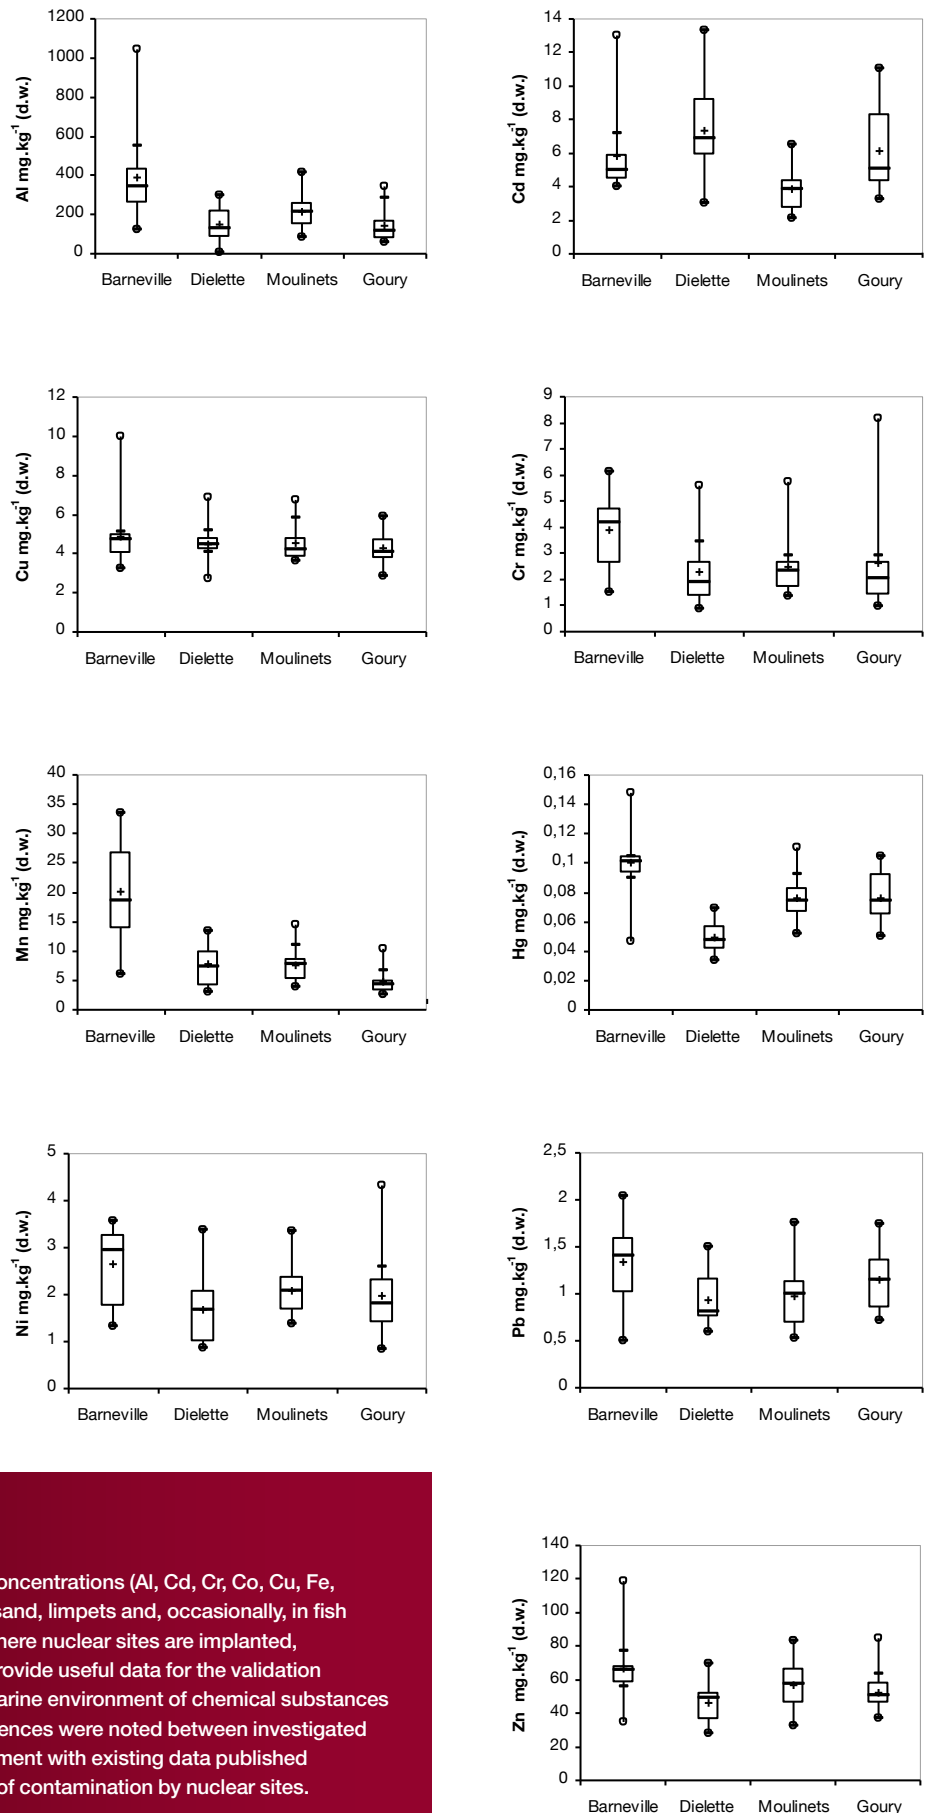 Al mg.kg-1 (d.w.)
1200
1000
800
600
400
200
0
Barneville Dielette Moulinets Goury
Cd mg.kg-1 (d.w.)
14
12
10
8
6
4
2
0
Barneville Dielette Moulinets Goury
Cu mg.kg-1 (d.w.)
12
10
8
6
4
2
0
Barneville Dielette Moulinets Goury
Cr mg.kg-1 (d.w.)
9
8
7
6
5
4
3
2
1
0
Barneville Dielette Moulinets Goury
Mn mg.kg-1 (d.w.)
40
35
30
25
20
15
10
5
0
Barneville Dielette Moulinets Goury
Hg mg.kg-1 (d.w.)
0,16
0,14
0,12
0,1
0,08
0,06
0,04
0,02
0
Barneville Dielette Moulinets Goury
Ni mg.kg-1 (d.w.)
5
4
3
2
1
0
Barneville Dielette Moulinets Goury
Pb mg.kg-1 (d.w.)
2,5
2
1,5
1
0,5
0
Barneville Dielette Moulinets Goury
oncentrations (Al, Cd, Cr, Co, Cu, Fe,
sand, limpets and, occasionally, in fish
here nuclear sites are implanted,
rovide useful data for the validation
arine environment of chemical substances
ences were noted between investigated
ment with existing data published
of contamination by nuclear sites.
Zn mg.kg-1 (d.w.)
140
120
100
80
60
40
20
0
Barneville Dielette Moulinets Goury